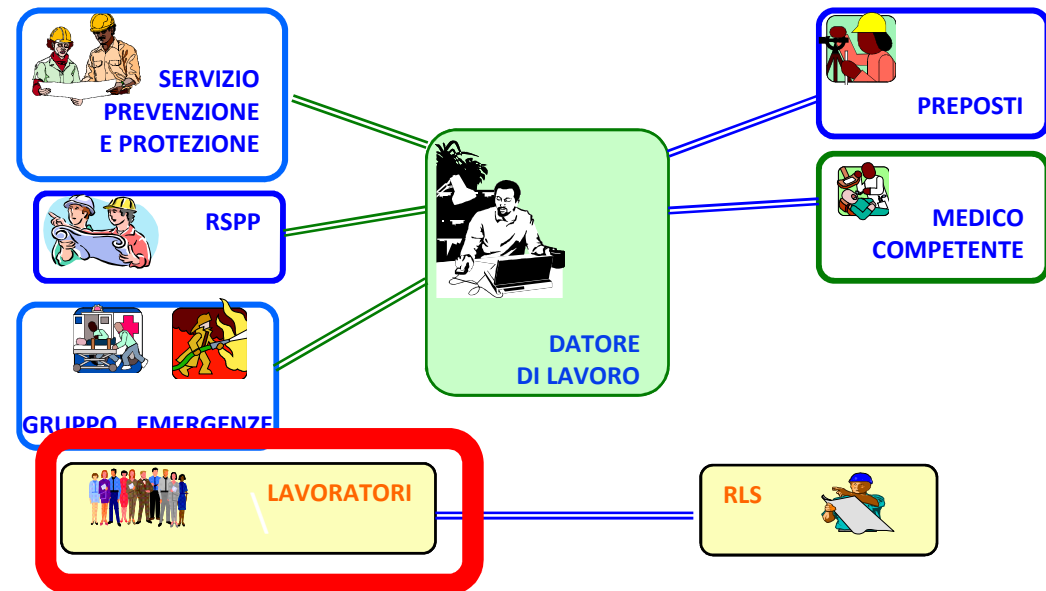 SERVIZIO
PREVENZIONE
E PROTEZIONE
PREPOSTI
RSPP
MEDICO
COMPETENTE
DATORE
DI LAVORO
GRUPPO EMERGENZE
LAVORATORI
RLS